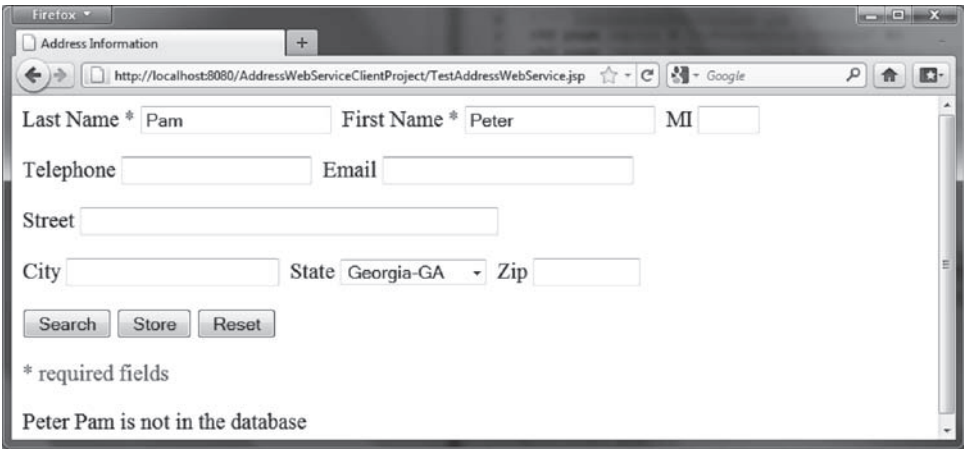 Firefox
Address Information
http://localhost:8080/AddressWebServiceClientProject/TestAddressWebService.jsp Google
Last Name * Pam First Name * Peter MI
Telephone Email
Street
City State Georgia-GA Zip
Search Store Reset
* required fields
Peter Pam is not in the database